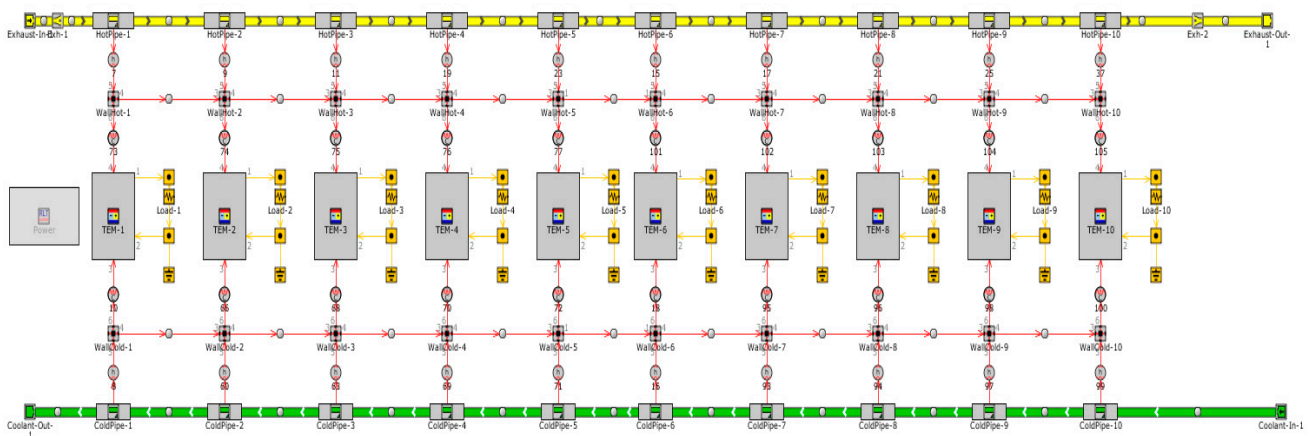 Exh-1 HotPipe-1 HotPipe-2 HotPipe-3 HotPipe-4 HotPipe-5 HotPipe-6 HotPipe-7 HotPipe-8 HotPipe-9 HotPipe-10 Exh-2 Exhaust-Out-
1
7 9 11 19 23 15 17 21 25 37
WallHot-1 WallHot-2 WallHot-3 WallHot-4 WallHot-5 WallHot-6 WallHot-7 WallHot-8 WallHot-9 WallHot-10
73 74 75 76 77 101 102 103 104 105
Load-1 Load-2 Load-3 Load-4 Load-5 Load-6 Load-7 Load-8 Load-9 Load-10
Power TEM-1 TEM-2 TEM-3 TEM-4 TEM-5 TEM-6 TEM-7 TEM-8 TEM-9 TEM-10
10 66 68 70 72 18 95 96 98 100
WallCold-1 WallCold-2 WallCold-3 WallCold-4 WallCold-5 WallCold-6 WallCold-7 WallCold-8 WallCold-9 WallCold-10
8 60 63 69 71 16 93 94 97 99
Coolant-Out- ColdPipe-1 ColdPipe-2 ColdPipe-3 ColdPipe-4 ColdPipe-5 ColdPipe-6 ColdPipe-7 ColdPipe-8 ColdPipe-9 ColdPipe-10 Coolant-In-1
1